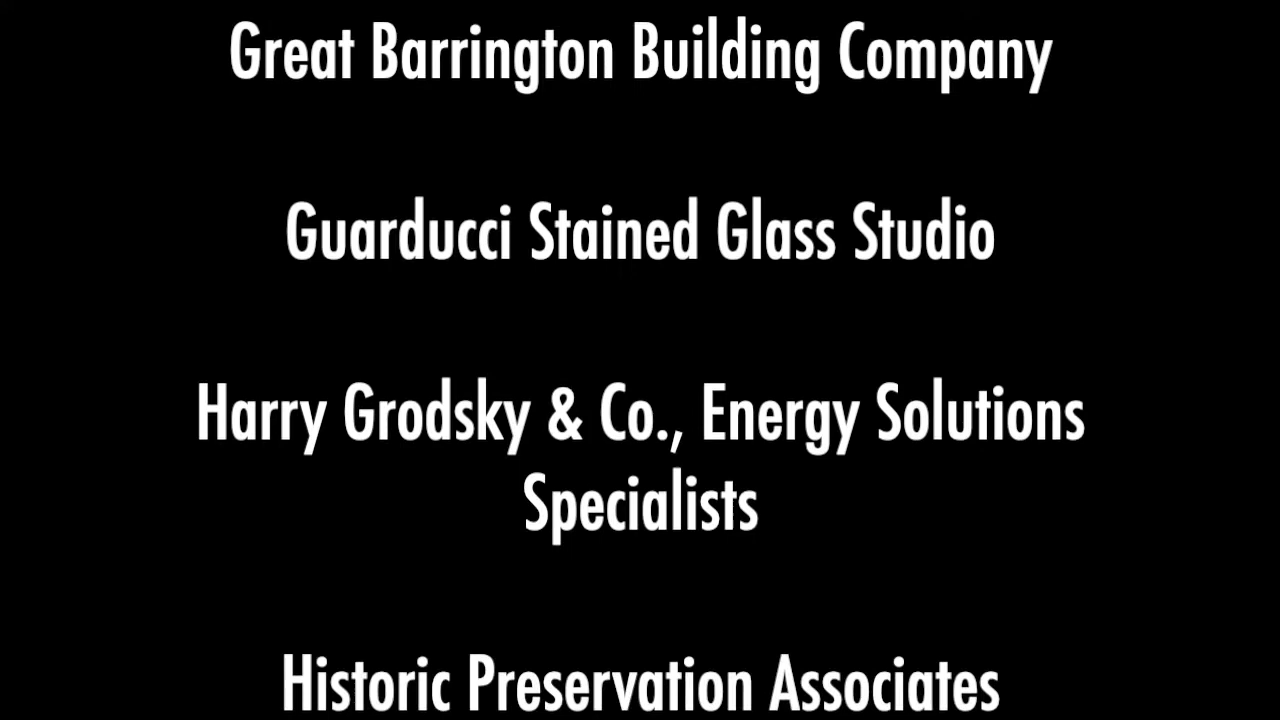 Great Barrington Building Company
Guarducci Stained Glass Studio
Harry Grodsky & Co., Energy Solutions
Specialists
Historic Preservation Associates